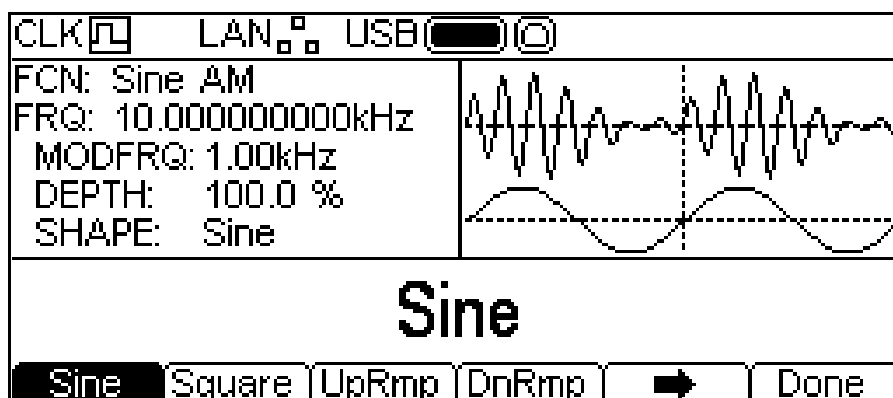 CLK LAN USB
FCN: Sine AM
FRQ: 10.000000000kHz
MODFRQ: 1.00kHz
DEPTH: 100.0 %
SHAPE: Sine
Sine
Sine Square UpRmp DnRmp Done